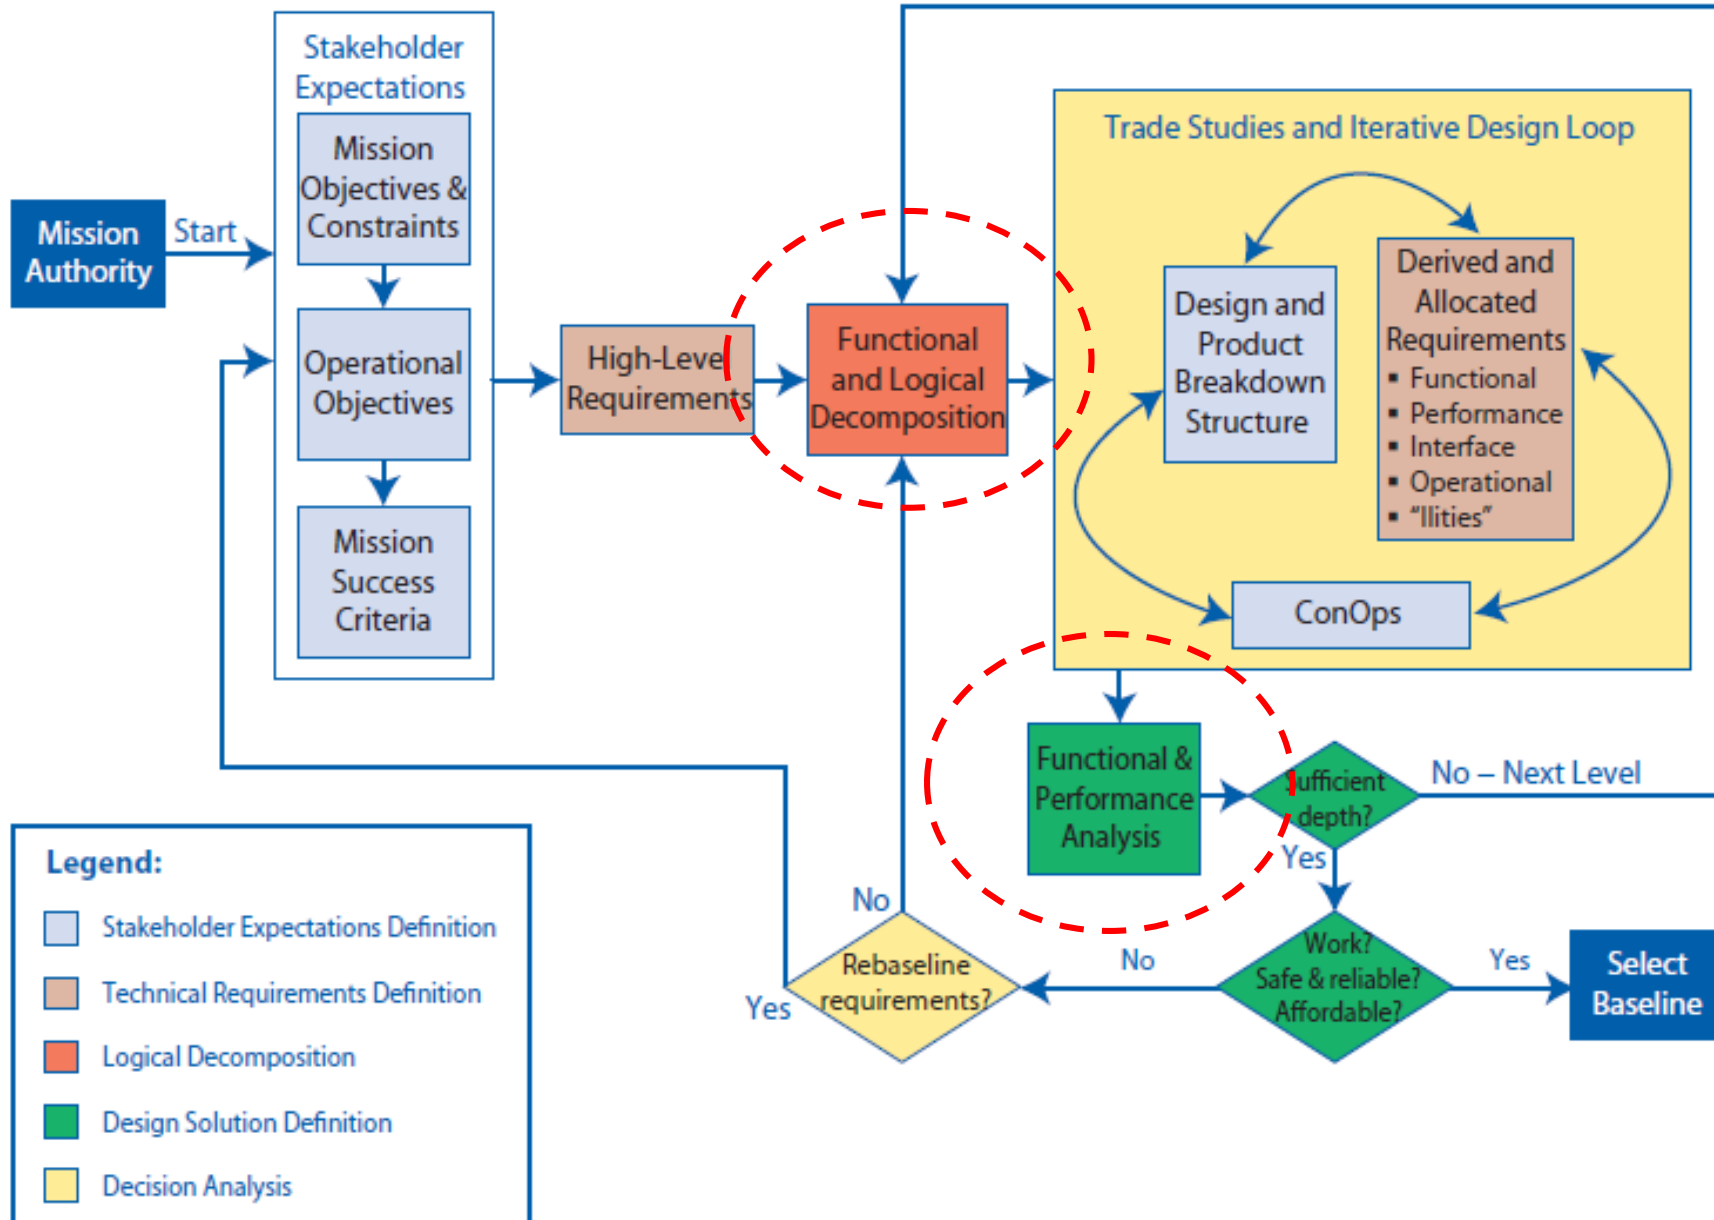 Stakeholder
Expectations
Mission
Objectives &
Constraints
Mission
Authority
Start
Operational
Objectives
Mission
Success
Criteria
High-Level
Requirements
Functional
and Logical
Decomposition
Trade Studies and Iterative Design Loop
Design and
Product
Breakdown
Structure
Derived and
Allocated
Requirements
▪ Functional
▪ Performance
▪ Interface
▪ Operational
▪ “Ilities”
ConOps
Functional &
Performance
Analysis
Sufficient
depth?
No – Next Level
Yes
Work?
Safe & reliable?
Affordable?
No
Yes
Select
Baseline
Rebaseline
requirements?
No
Yes
Legend:
Stakeholder Expectations Definition
Technical Requirements Definition
Logical Decomposition
Design Solution Definition
Decision Analysis